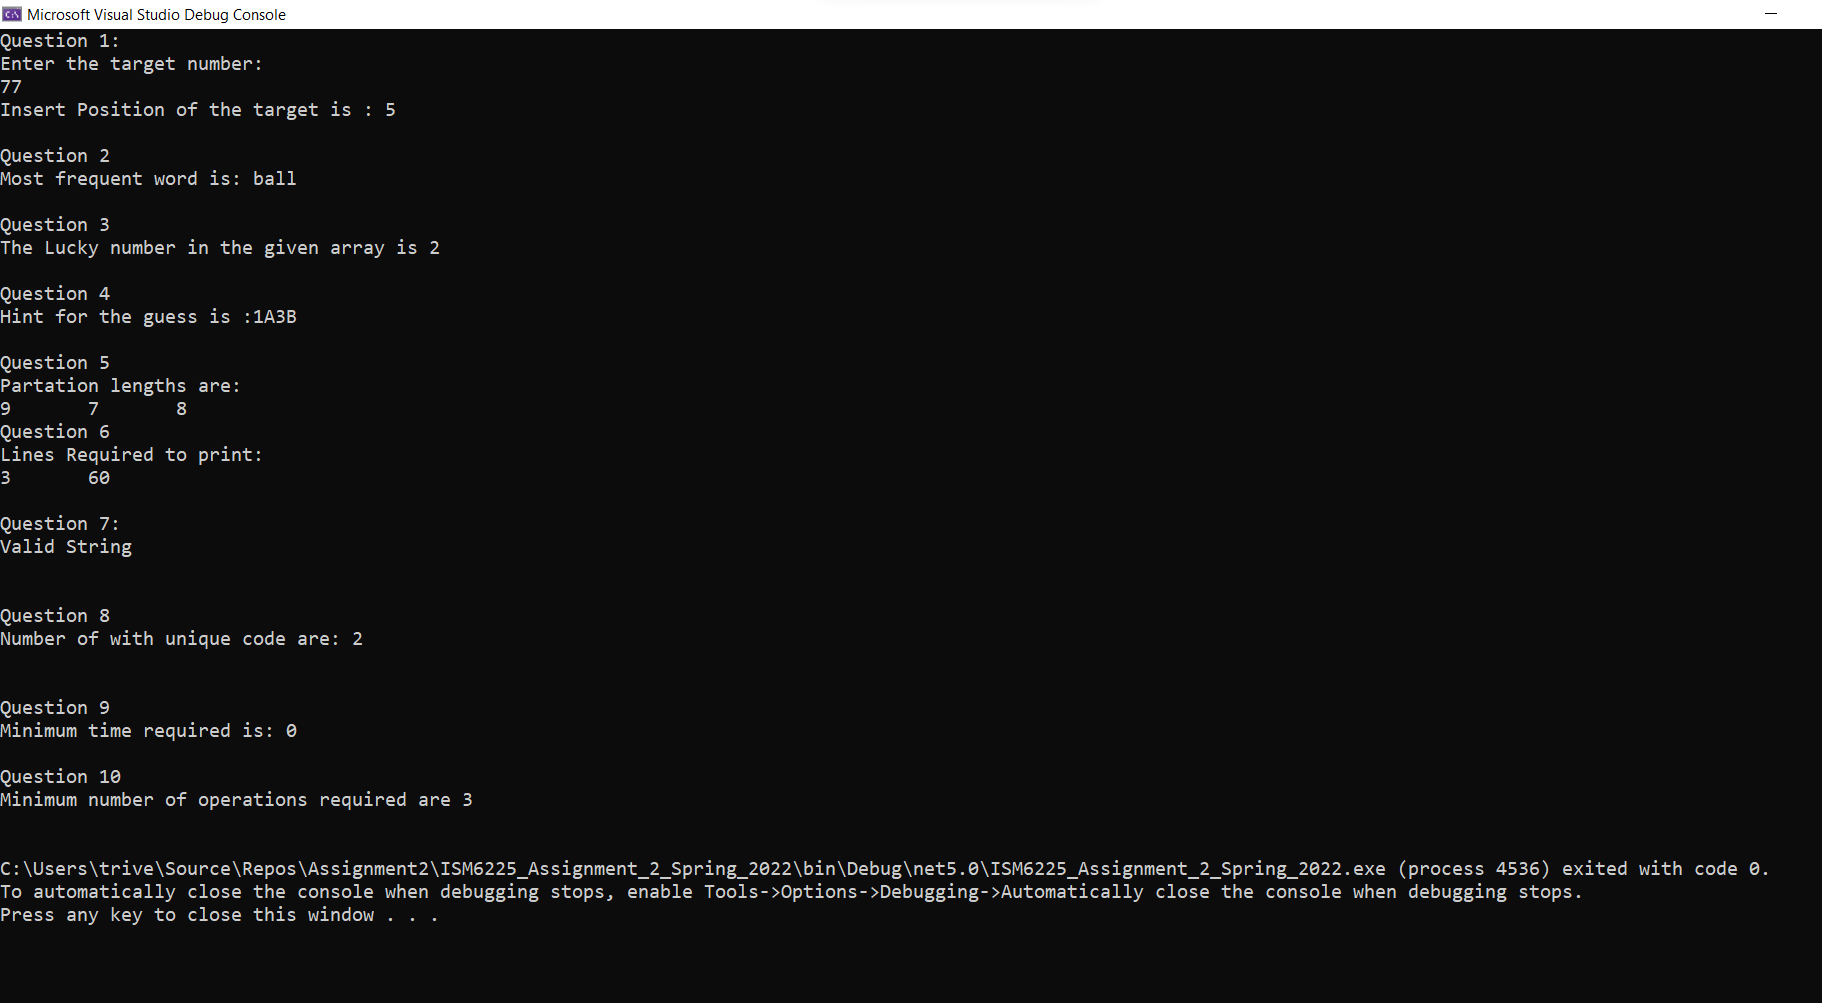 Microsoft Visual Studio Debug Console
Question 1:
Enter the target number:
77
Insert Position of the target is : 5
Question 2
Most frequent word is: ball
Question 3
The Lucky number in the given array is 2
Question 4
Hint for the guess is :1A3B
Question 5
Partation lengths are:
9       7       8
Question 6
Lines Required to print:
3       60
Question 7:
Valid String
Question 8
Number of with unique code are: 2
Question 9
Minimum time required is: 0
Question 10
Minimum number of operations required are 3
C:\Users\trive\Source\Repos\Assignment2\ISM6225_Assignment_2_Spring_2022\bin\Debug\net5.0\ISM6225_Assignment_2_Spring_2022.exe (process 4536) exited with code 0.
To automatically close the console when debugging stops, enable Tools->Options->Debugging->Automatically close the console when debugging stops.
Press any key to close this window . . .